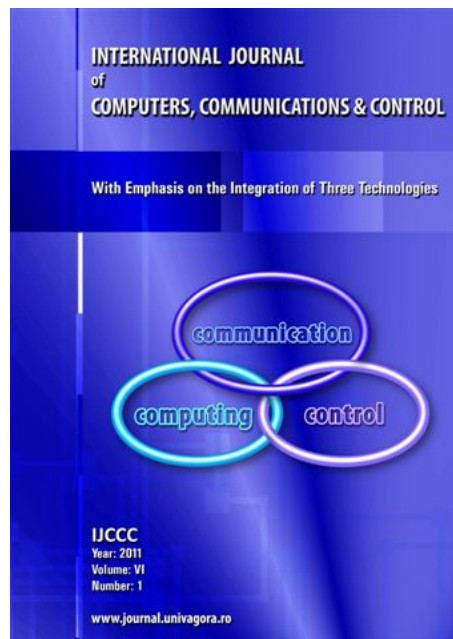 INTERNATIONAL JOURNAL
of
COMPUTERS, COMMUNICATIONS & CONTROL
With Emphasis on the Integration of Three Technologies
communication
computing control
IJCCC
Year: 2011
Volume: VI
Number: 1
www.journal.univagora.ro